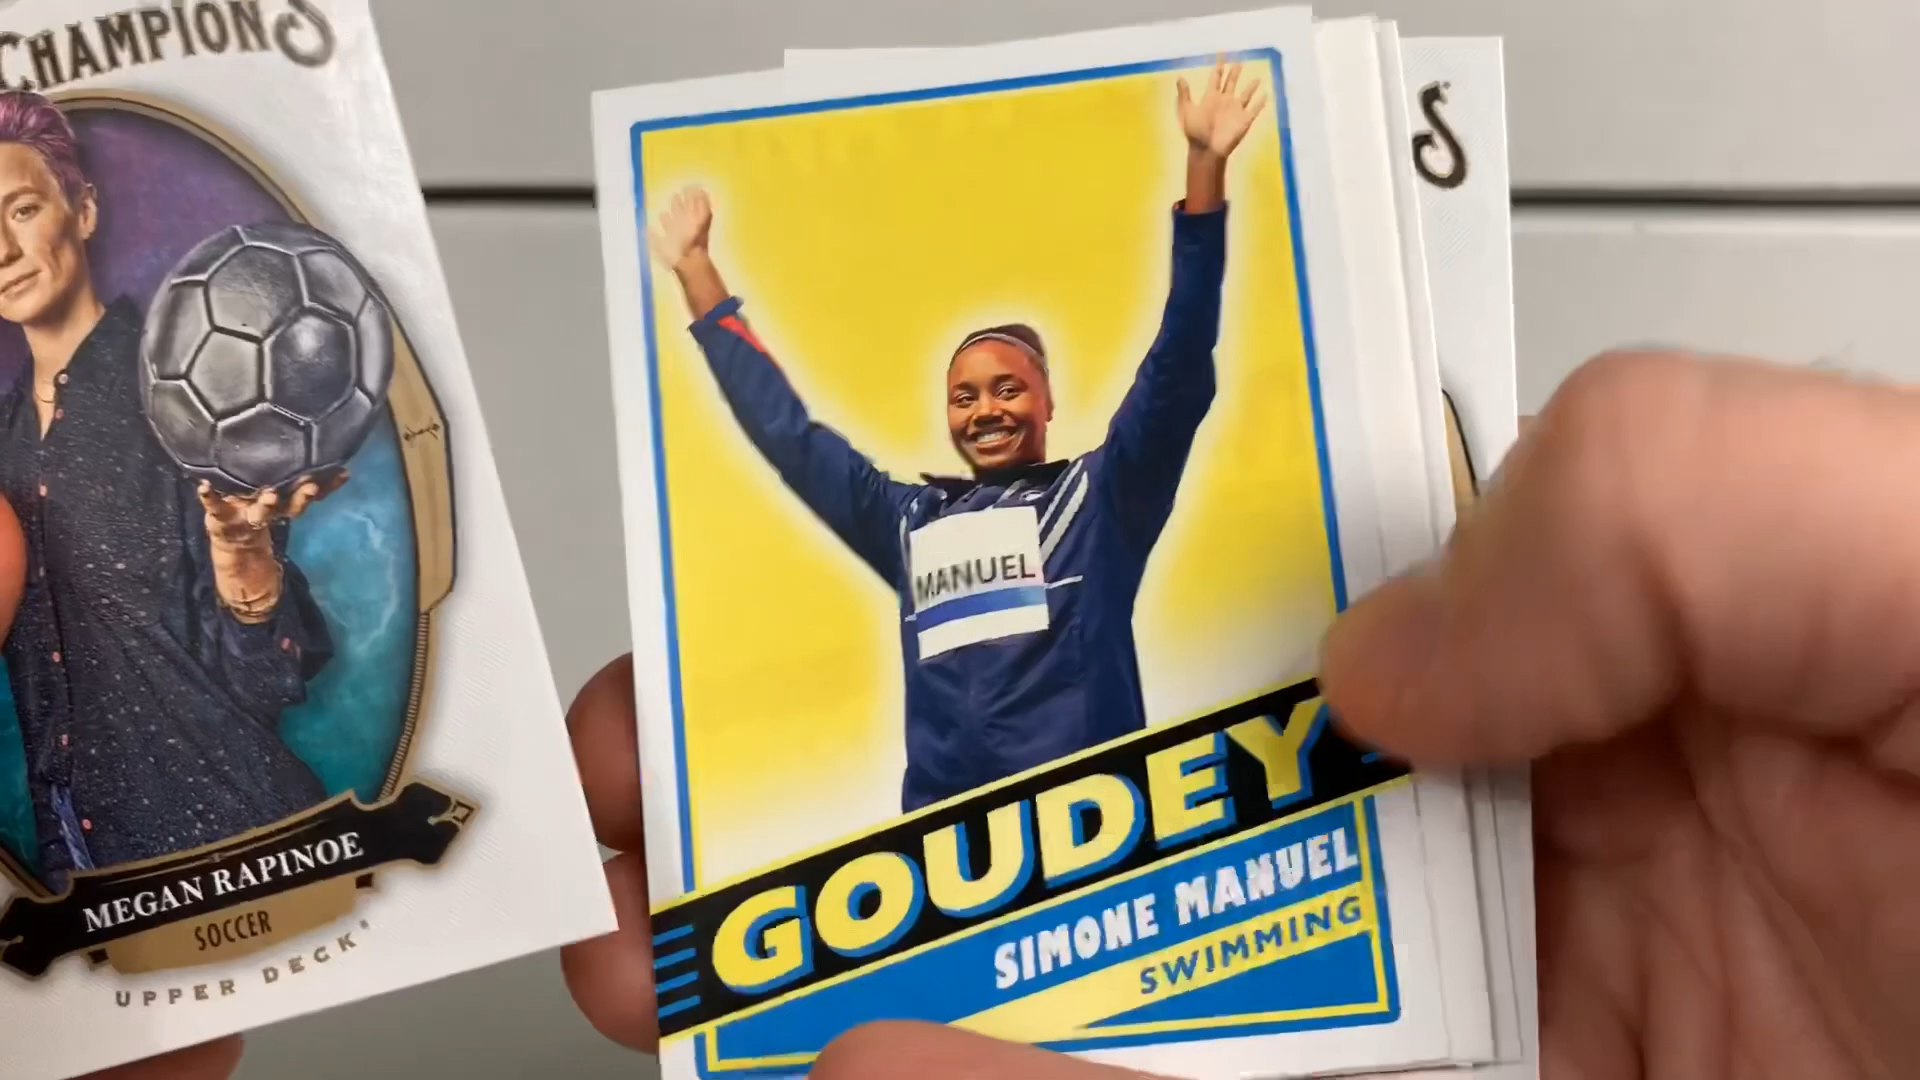 CHAMPIONS
MEGAN RAPINOE
SOCCER
UPPER DECK
S
MANUEL
GOUDEY
SIMONE MANUEL
SWIMMING